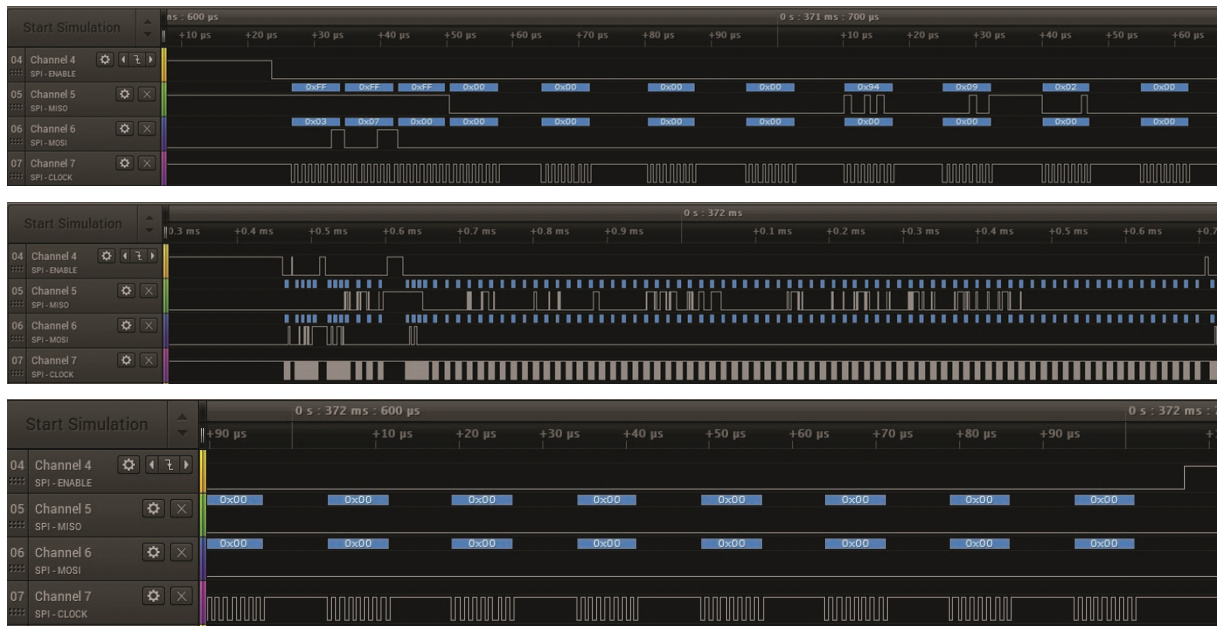 ms : 600 µs 0 s : 371 ms : 700 µs
Start Simulation
+10 µs +20 µs +30 µs +40 µs +50 µs +60 µs +70 µs +80 µs +90 µs +10 µs +20 µs +30 µs +40 µs +50 µs +60 µs
04 Channel 4
SPI - ENABLE
0xFF 0xFF 0xFF 0x00 0x00 0x00 0x00 0x94 0x09 0x02 0x00
05 Channel 5
SPI - MISO
0x03 0x07 0x00 0x00 0x00 0x00 0x00 0x00 0x00 0x00 0x00
06 Channel 6
SPI - MOSI
07 Channel 7
SPI - CLOCK
0 s : 372 ms
Start Simulation
0.3 ms +0.4 ms +0.5 ms +0.6 ms +0.7 ms +0.8 ms +0.9 ms +0.1 ms +0.2 ms +0.3 ms +0.4 ms +0.5 ms +0.6 ms +0.7
04 Channel 4
SPI - ENABLE
05 Channel 5
SPI - MISO
06 Channel 6
SPI - MOSI
07 Channel 7
SPI - CLOCK
0 s : 372 ms : 600 µs 0 s : 372 ms :
Start Simulation
+90 µs +10 µs +20 µs +30 µs +40 µs +50 µs +60 µs +70 µs +80 µs +90 µs
04 Channel 4
SPI - ENABLE
0x00 0x00 0x00 0x00 0x00 0x00 0x00 0x00
05 Channel 5
SPI - MISO
0x00 0x00 0x00 0x00 0x00 0x00 0x00 0x00
06 Channel 6
SPI - MOSI
07 Channel 7
SPI - CLOCK